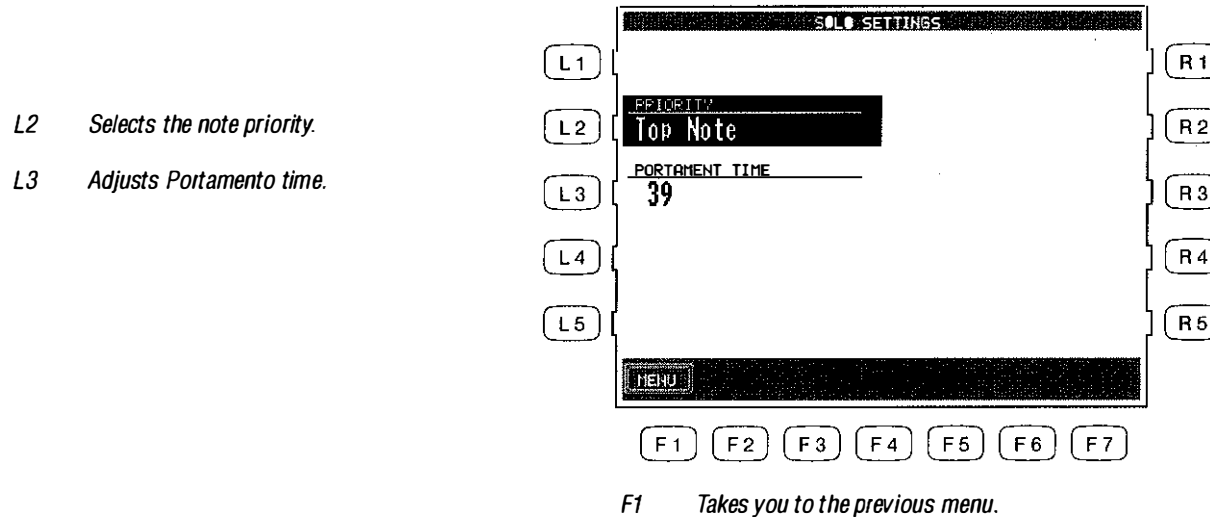 SOLO SETTINGS
L1
R1
PRIORITY
L2 Selects the note priority.
L2
Top Note
R2
L3 Adjusts Portamento time.
PORTAMENT TIME
L3
39
R3
L4
R4
L5
R5
MENU
F1 F2 F3 F4 F5 F6 F7
F1 Takes you to the previous menu.